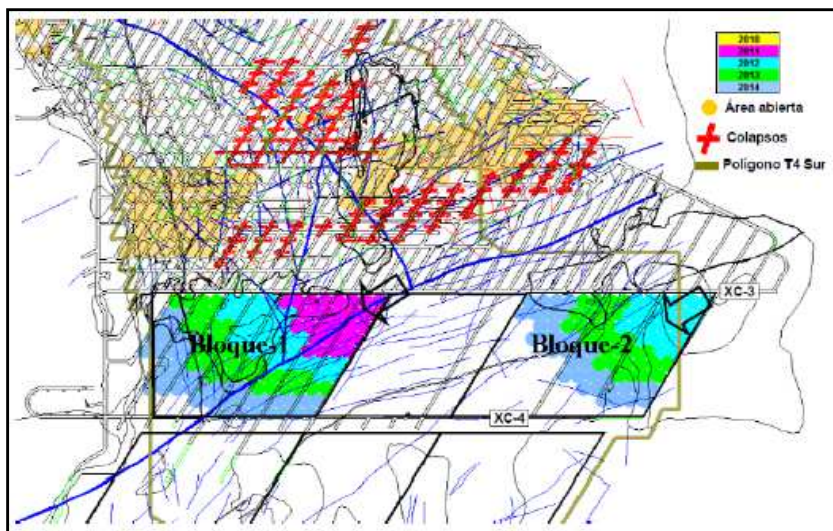 2010
2011
2012
2013
2014
Área abierta
Colapsos
Polígono T4 Sur
XC-3
Bloque-1
Bloque-2
XC-4